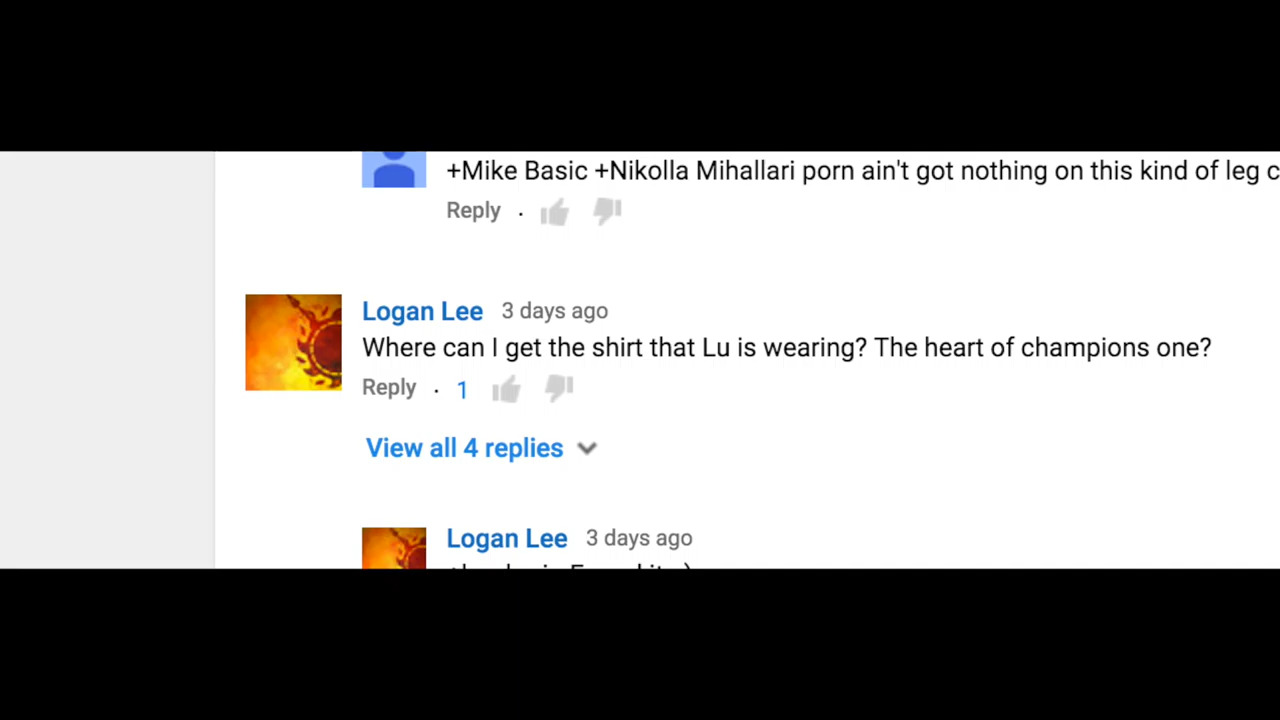 +Mike Basic +Nikolla Mihallari porn ain't got nothing on this kind of leg
Reply ·
Logan Lee 3 days ago
Where can I get the shirt that Lu is wearing? The heart of champions one?
Reply · 1
View all 4 replies
Logan Lee 3 days ago